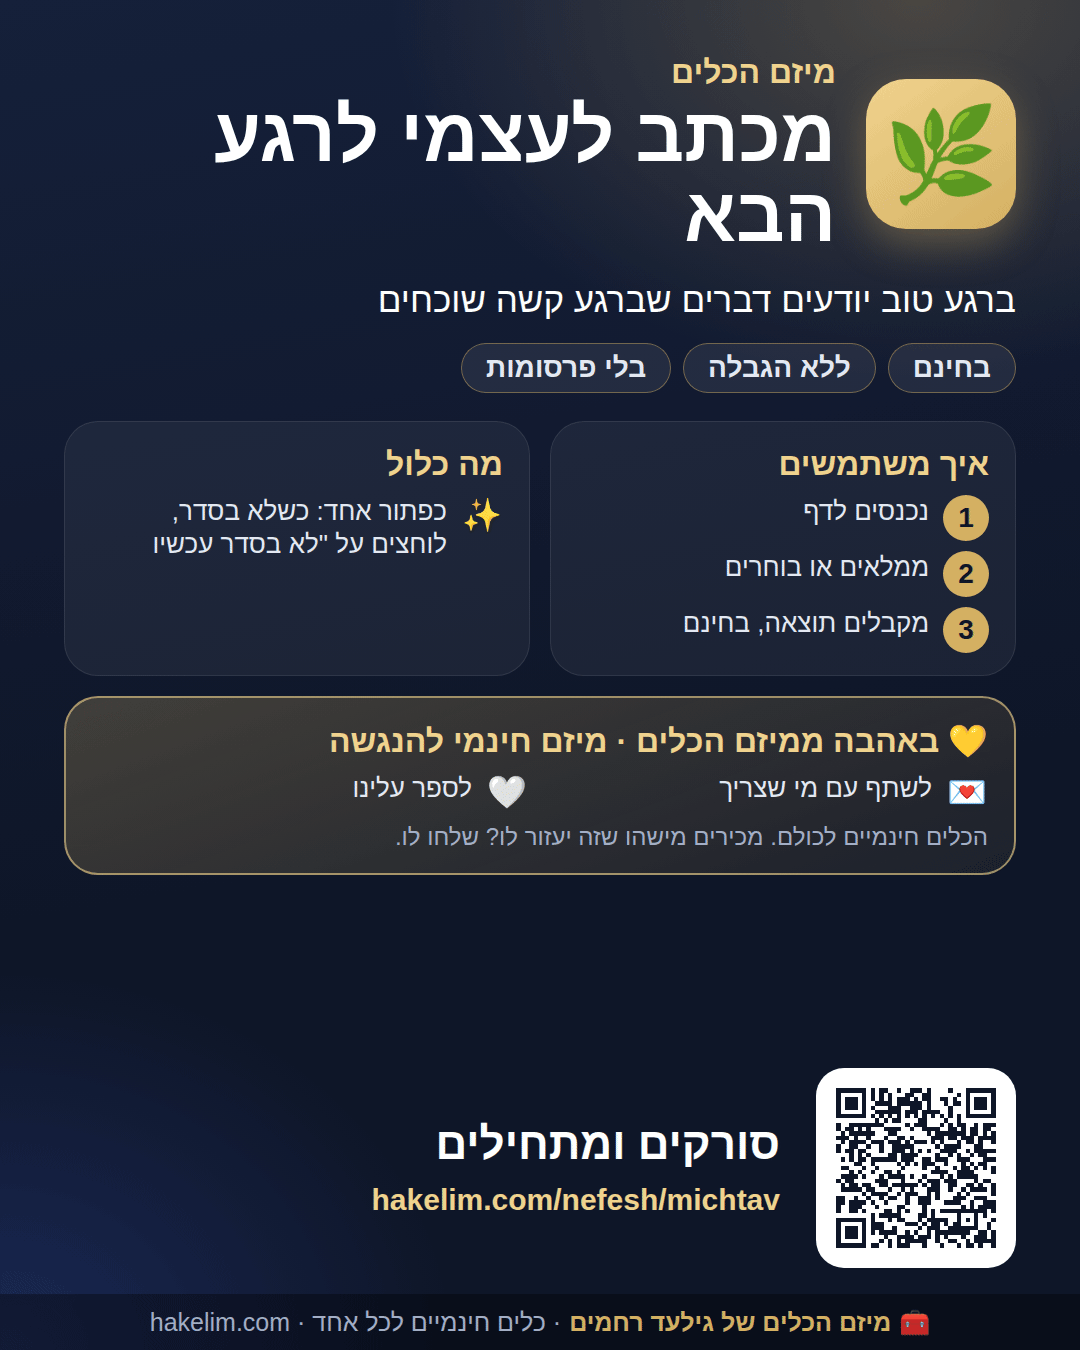 מיזם הכלים
מכתב לעצמי לרגע
הבא
ברגע טוב יודעים דברים שברגע קשה שוכחים
בחינם
ללא הגבלה
בלי פרסומות
איך משתמשים
1 נכנסים לדף
2 ממלאים או בוחרים
3 מקבלים תוצאה, בחינם
מה כלול
כפתור אחד: כשלא בסדר,
לוחצים על "לא בסדר עכשיו
באהבה ממיזם הכלים · מיזם חינמי להנגשה
לשתף עם מי שצריך
לספר עלינו
הכלים חינמיים לכולם. מכירים מישהו שזה יעזור לו? שלחו לו.
סורקים ומתחילים
hakelim.com/nefesh/michtav
מיזם הכלים של גילעד רחמים · כלים חינמיים לכל אחד · hakelim.com